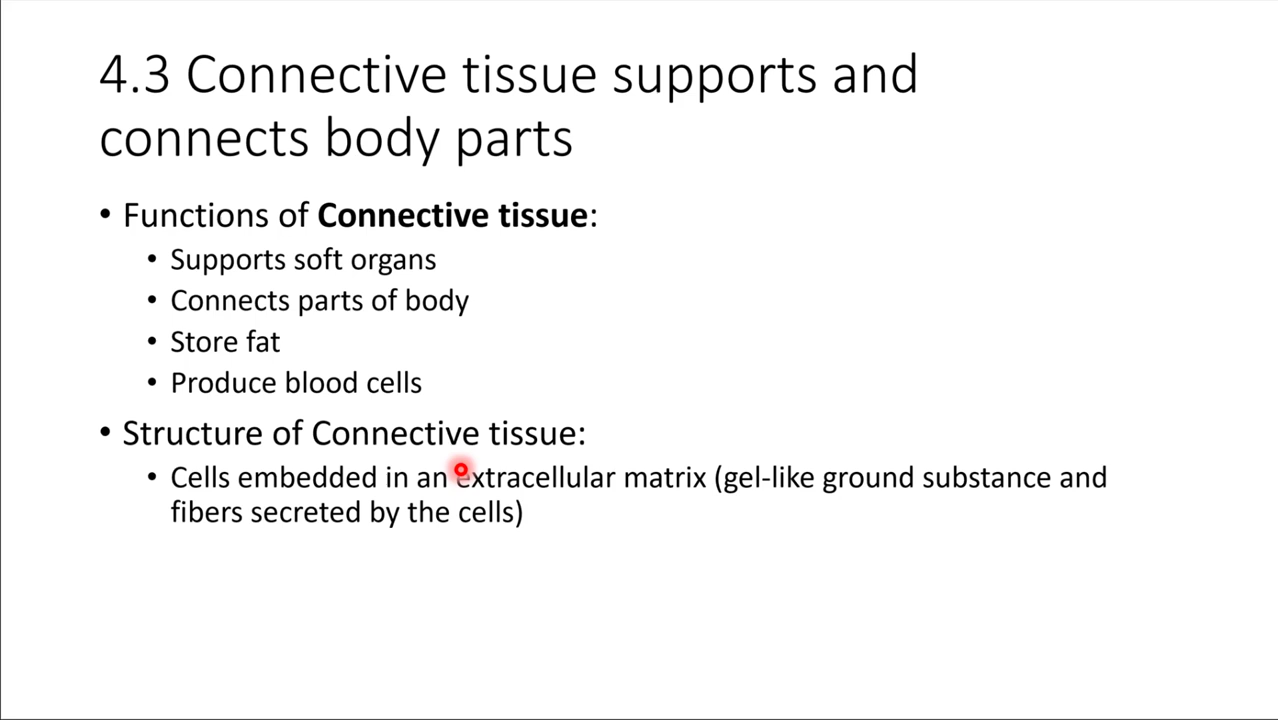 4.3 Connective tissue supports and
connects body parts
• Functions of Connective tissue:
• Supports soft organs
• Connects parts of body
• Store fat
• Produce blood cells
• Structure of Connective tissue:
• Cells embedded in an extracellular matrix (gel-like ground substance and
fibers secreted by the cells)